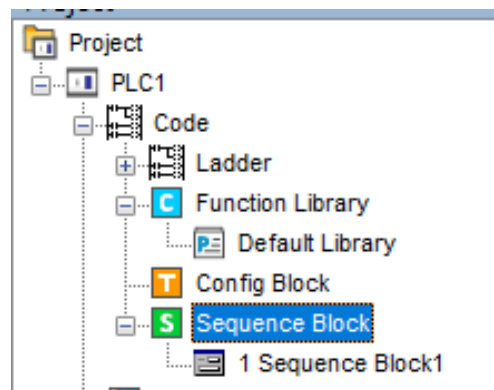 Project
PLC1
Code
Ladder
C Function Library
P Default Library
T Config Block
S Sequence Block
1 Sequence Block1